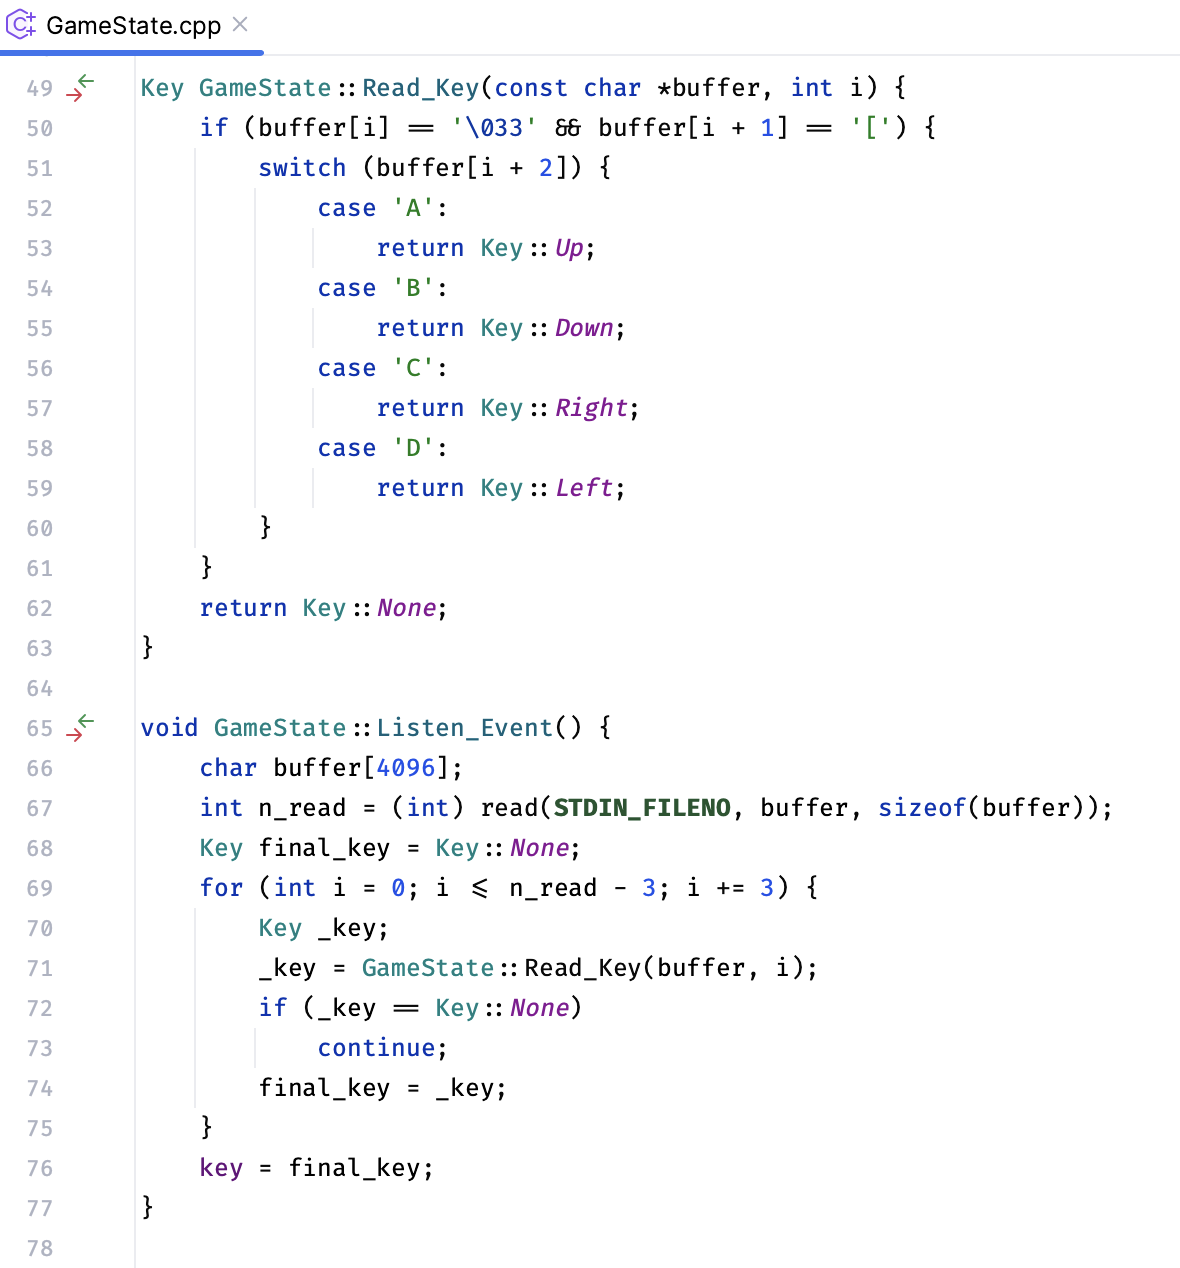 GameState.cpp
49 Key GameState::Read_Key(const char *buffer, int i) {
50     if (buffer[i] == '\033' && buffer[i + 1] == '[') {
51         switch (buffer[i + 2]) {
52             case 'A':
53                 return Key::Up;
54             case 'B':
55                 return Key::Down;
56             case 'C':
57                 return Key::Right;
58             case 'D':
59                 return Key::Left;
60         }
61     }
62     return Key::None;
63 }
64
65 void GameState::Listen_Event() {
66     char buffer[4096];
67     int n_read = (int) read(STDIN_FILENO, buffer, sizeof(buffer));
68     Key final_key = Key::None;
69     for (int i = 0; i <= n_read - 3; i += 3) {
70         Key _key;
71         _key = GameState::Read_Key(buffer, i);
72         if (_key == Key::None)
73             continue;
74         final_key = _key;
75     }
76     key = final_key;
77 }
78